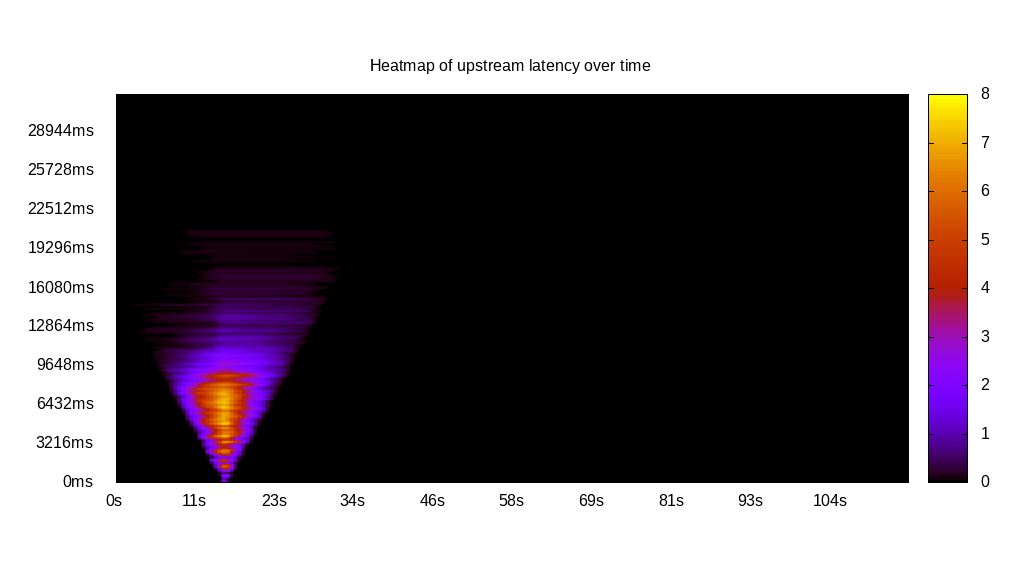 Heatmap of upstream latency over time
28944ms
25728ms
22512ms
19296ms
16080ms
12864ms
9648ms
6432ms
3216ms
0ms
0s 11s 23s 34s 46s 58s 69s 81s 93s 104s
8
7
6
5
4
3
2
1
0